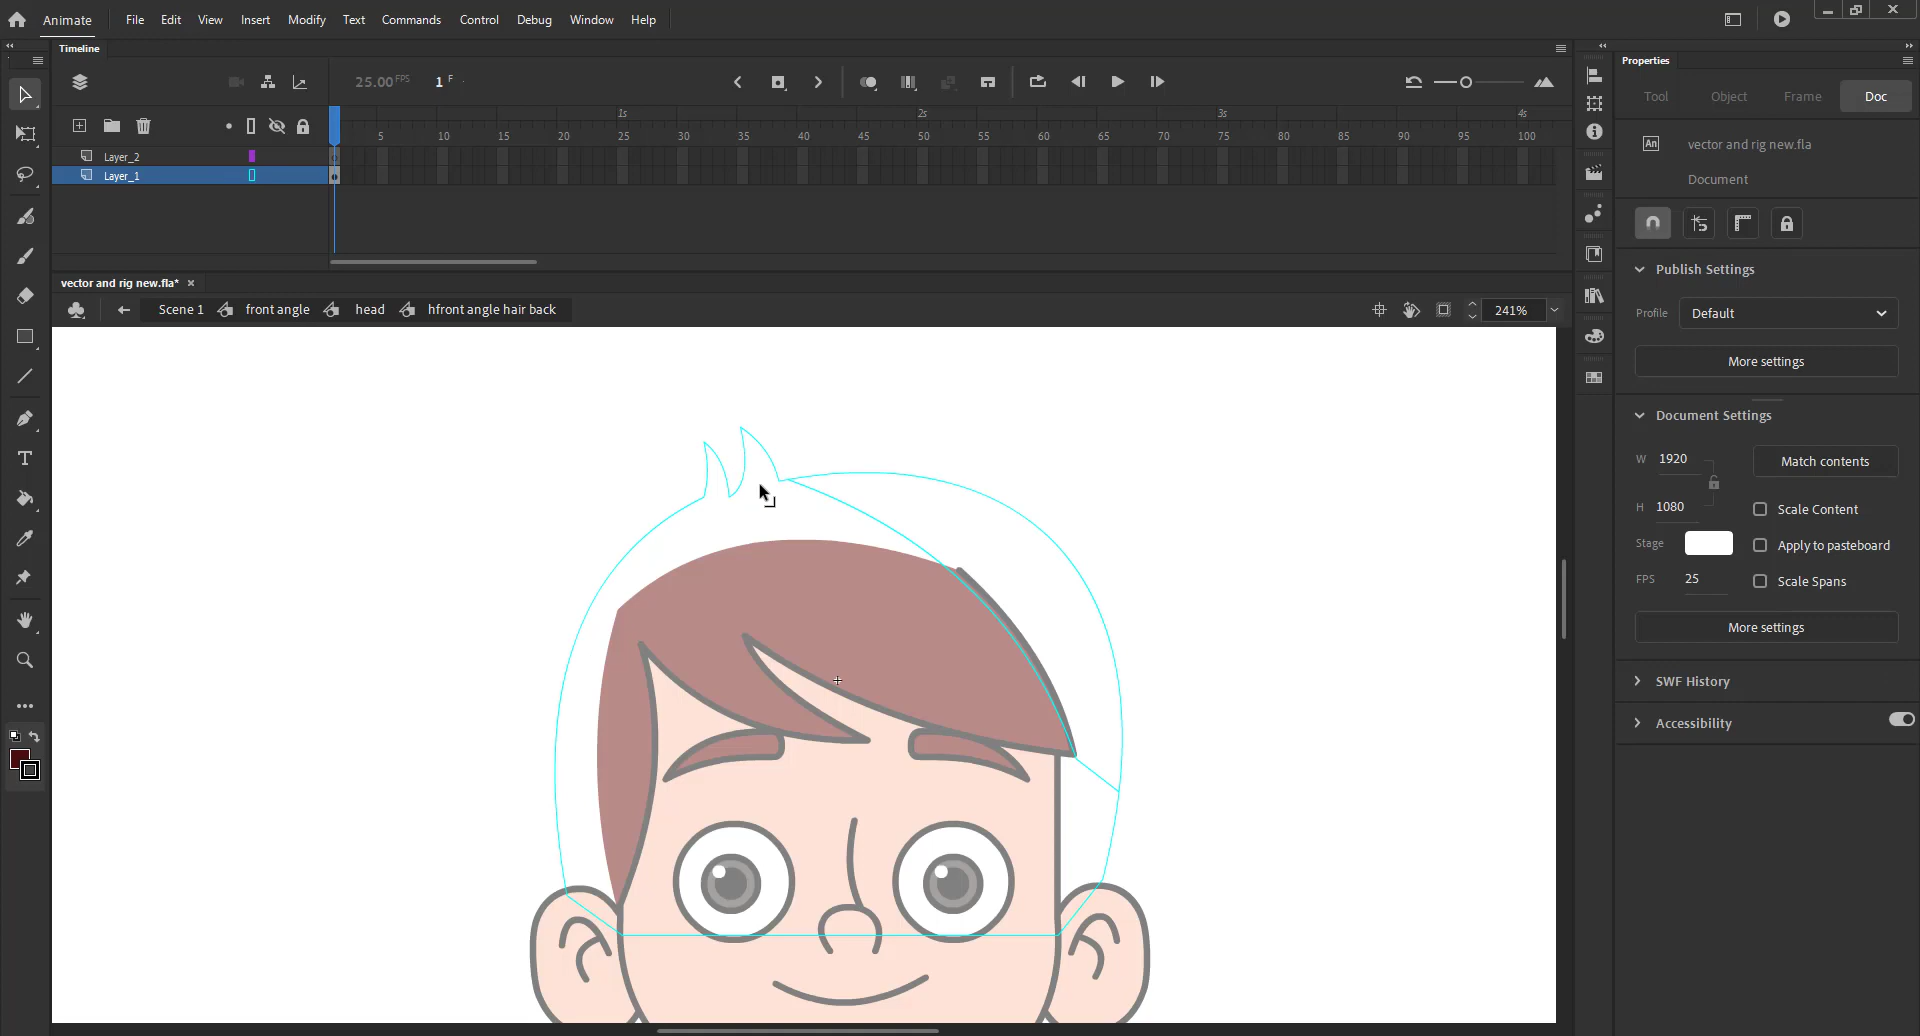 Animate File Edit View Insert Modify Text Commands Control Debug Window Help
Timeline
25.00 FPS 1 F
1s 2s 3s 4s
5 10 15 20 25 30 35 40 45 50 55 60 65 70 75 80 85 90 95 100
Layer_2
Layer_1
vector and rig new.fla*
Scene 1 front angle head hfront angle hair back 241%
Properties
Tool Object Frame Doc
An vector and rig new.fla
Document
Publish Settings
Profile Default
More settings
Document Settings
W 1920 Match contents
H 1080 Scale Content
Stage Apply to pasteboard
FPS 25 Scale Spans
More settings
SWF History
Accessibility